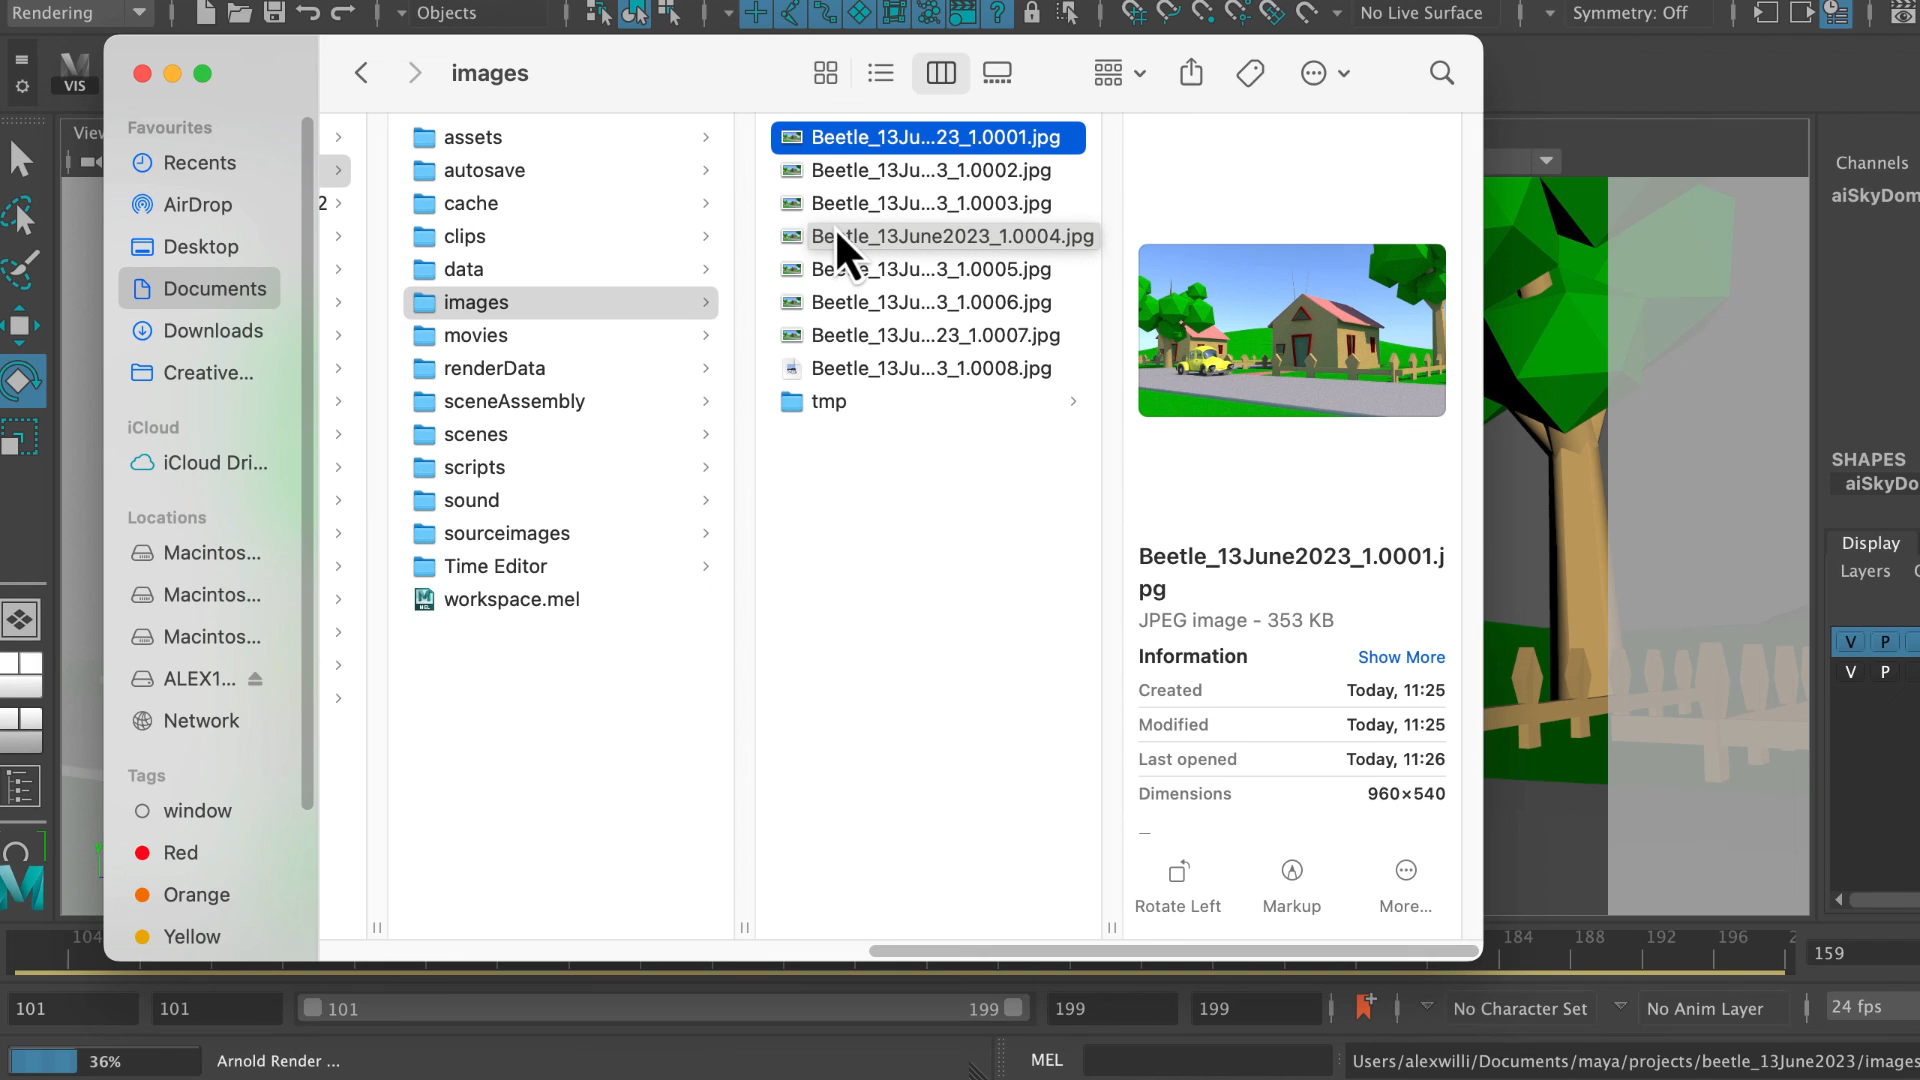 Rendering
Objects
No Live Surface
Symmetry: Off
VIS
View
images
Favourites
Recents
AirDrop
Desktop
Documents
Downloads
Creative...
iCloud
iCloud Dri...
Locations
Macintos...
Macintos...
Macintos...
ALEX1...
Network
Tags
window
Red
Orange
Yellow
2
assets
autosave
cache
clips
data
images
movies
renderData
sceneAssembly
scenes
scripts
sound
sourceimages
Time Editor
workspace.mel
Beetle_13Ju...23_1.0001.jpg
Beetle_13Ju...3_1.0002.jpg
Beetle_13Ju...3_1.0003.jpg
Beetle_13June2023_1.0004.jpg
Beetle_13Ju...3_1.0005.jpg
Beetle_13Ju...3_1.0006.jpg
Beetle_13Ju...23_1.0007.jpg
Beetle_13Ju...3_1.0008.jpg
tmp
Beetle_13June2023_1.0001.j
pg
JPEG image - 353 KB
Information Show More
Created Today, 11:25
Modified Today, 11:25
Last opened Today, 11:26
Dimensions 960×540
Rotate Left Markup More...
Channels
aiSkyDom
SHAPES
aiSkyDo
Display
Layers
V P
V P
104 184 188 192 196 2
159
101 101 101 199 199 199
No Character Set
No Anim Layer
24 fps
36% Arnold Render ...
MEL
Users/alexwilli/Documents/maya/projects/beetle_13June2023/images